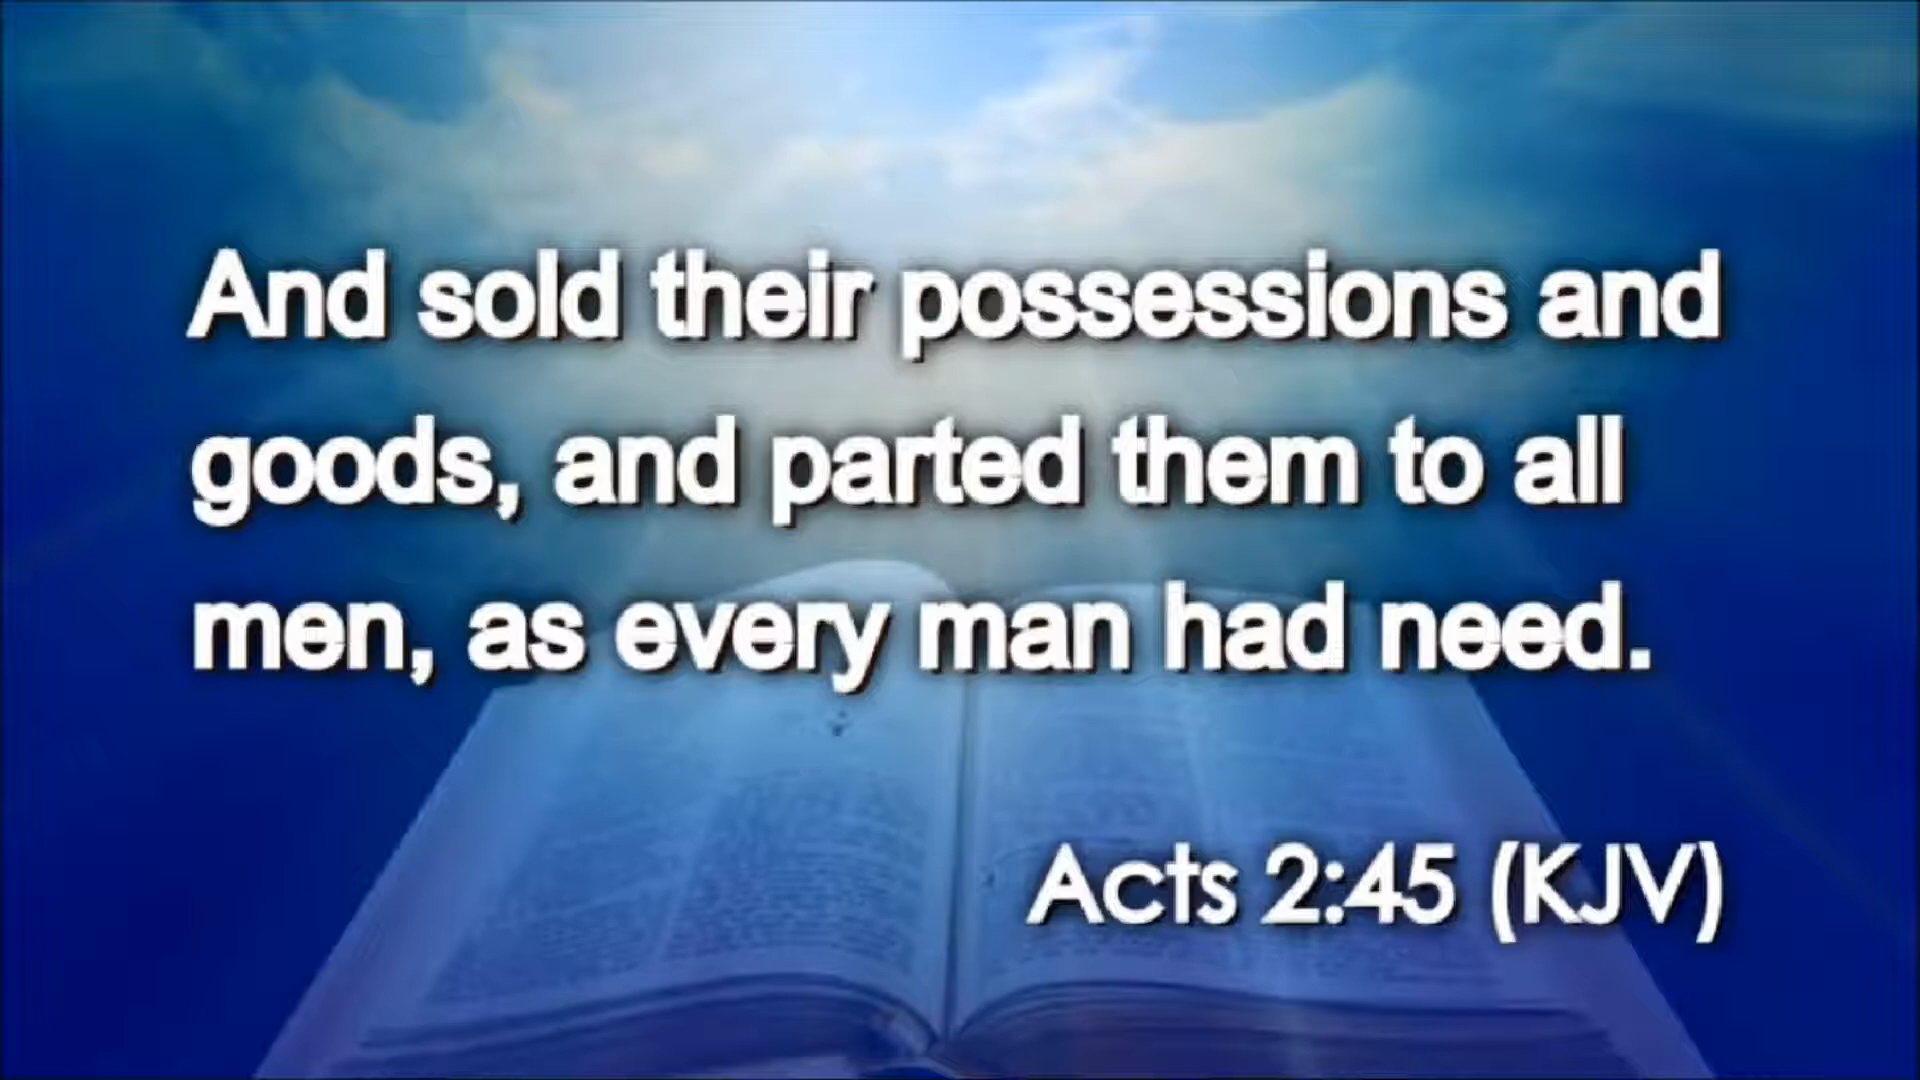 And sold their possessions and
goods, and parted them to all
men, as every man had need.
Acts 2:45 (KJV)